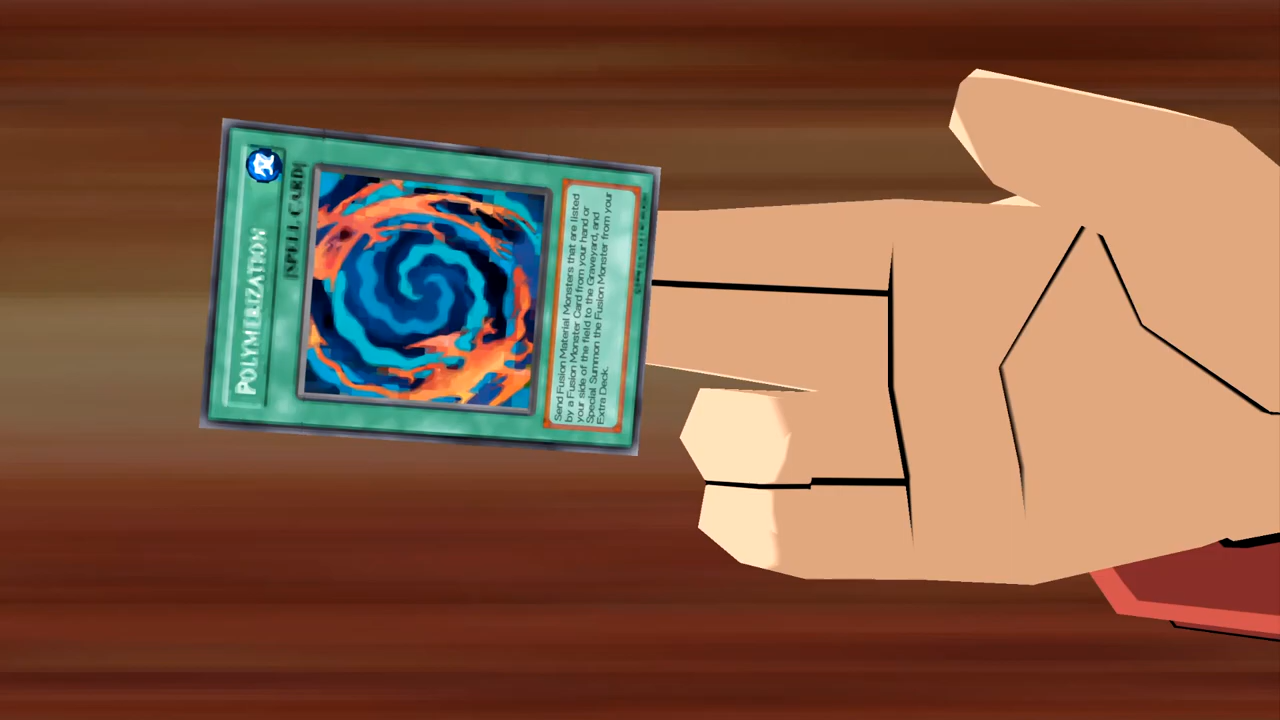 POLYMERIZATION
[SPELL CARD]
Send Fusion Material Monsters that are listed
by a Fusion Monster Card from your hand or
your side of the field to the Graveyard, and
Special Summon the Fusion Monster from your
Extra Deck.